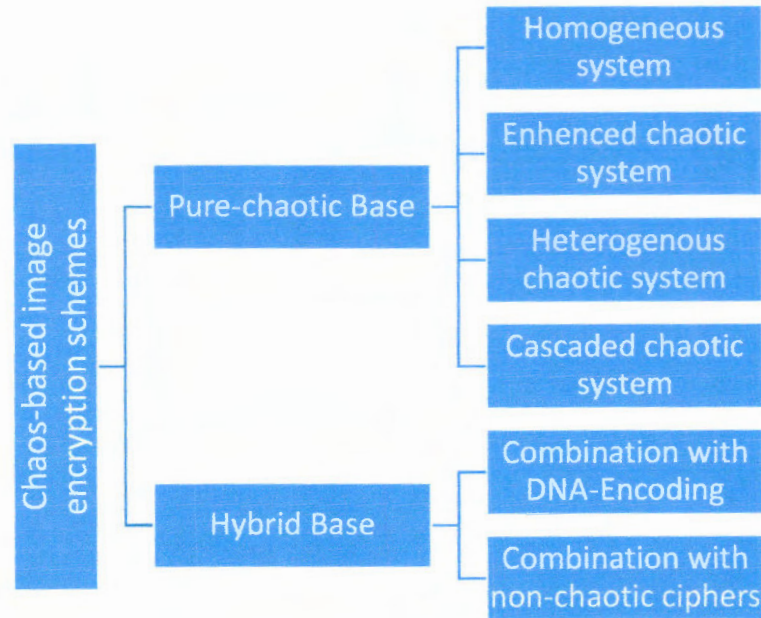 Chaos-based image
encryption schemes
Pure-chaotic Base
Homogeneous
system
Enhenced chaotic
system
Heterogenous
chaotic system
Cascaded chaotic
system
Hybrid Base
Combination with
DNA-Encoding
Combination with
non-chaotic ciphers